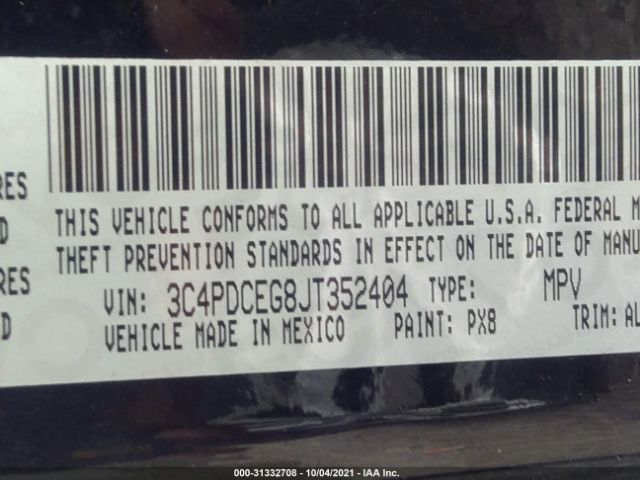 RES
D
RES
D
THIS VEHICLE CONFORMS TO ALL APPLICABLE U.S.A. FEDERAL M
THEFT PREVENTION STANDARDS IN EFFECT ON THE DATE OF MANU
VIN: 3C4PDCEG8JT352404 TYPE: MPV
VEHICLE MADE IN MEXICO PAINT: PX8 TRIM: AL
000-31332708 - 10/04/2021 - IAA Inc.